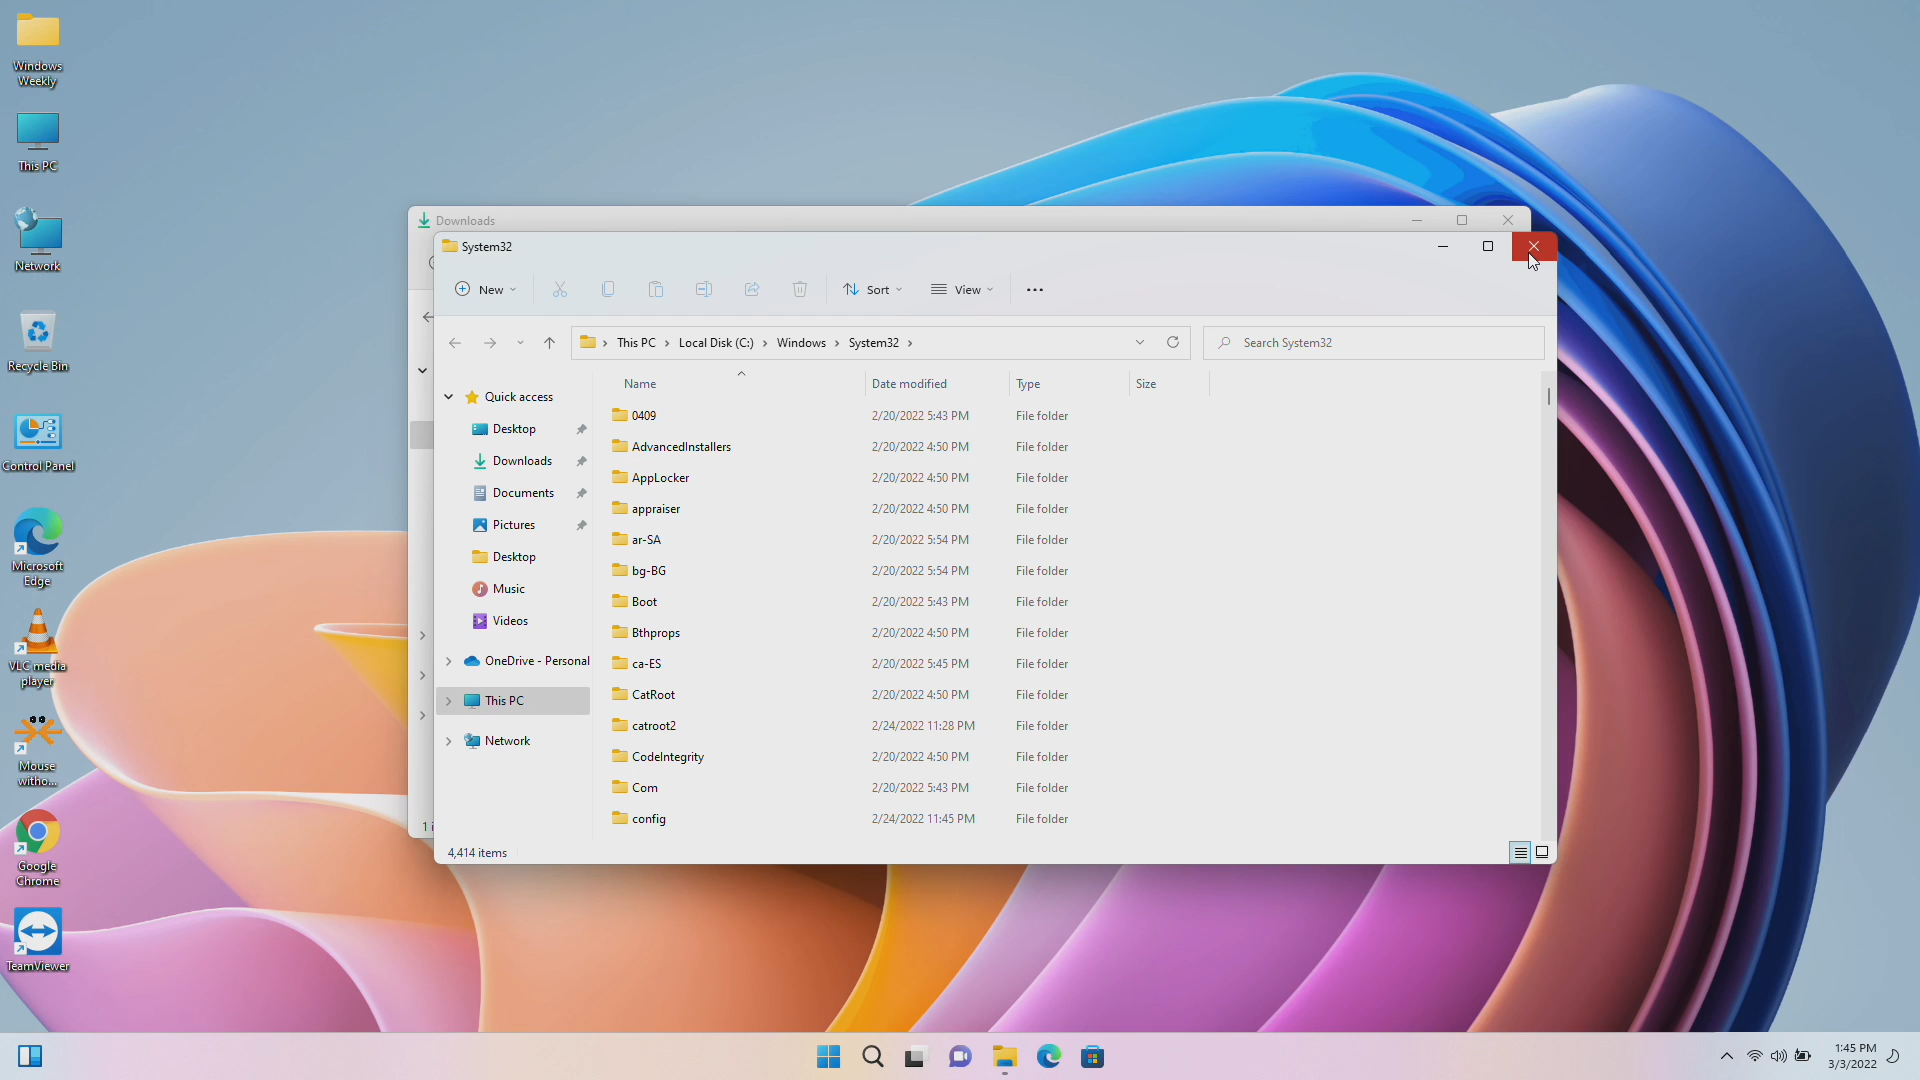 Windows
Weekly
This PC
Network
Recycle Bin
Control Panel
Microsoft
Edge
VLC media
player
Mouse
witho...
Google
Chrome
TeamViewer
Downloads
System32
New
Sort
View
This PC
Local Disk (C:)
Windows
System32
Search System32
Quick access
Desktop
Downloads
Documents
Pictures
Desktop
Music
Videos
OneDrive - Personal
This PC
Network
Name Date modified Type Size
0409 2/20/2022 5:43 PM File folder
AdvancedInstallers 2/20/2022 4:50 PM File folder
AppLocker 2/20/2022 4:50 PM File folder
appraiser 2/20/2022 4:50 PM File folder
ar-SA 2/20/2022 5:54 PM File folder
bg-BG 2/20/2022 5:54 PM File folder
Boot 2/20/2022 5:43 PM File folder
Bthprops 2/20/2022 4:50 PM File folder
ca-ES 2/20/2022 5:45 PM File folder
CatRoot 2/20/2022 4:50 PM File folder
catroot2 2/24/2022 11:28 PM File folder
CodeIntegrity 2/20/2022 4:50 PM File folder
Com 2/20/2022 5:43 PM File folder
config 2/24/2022 11:45 PM File folder
1 i
4,414 items
1:45 PM
3/3/2022